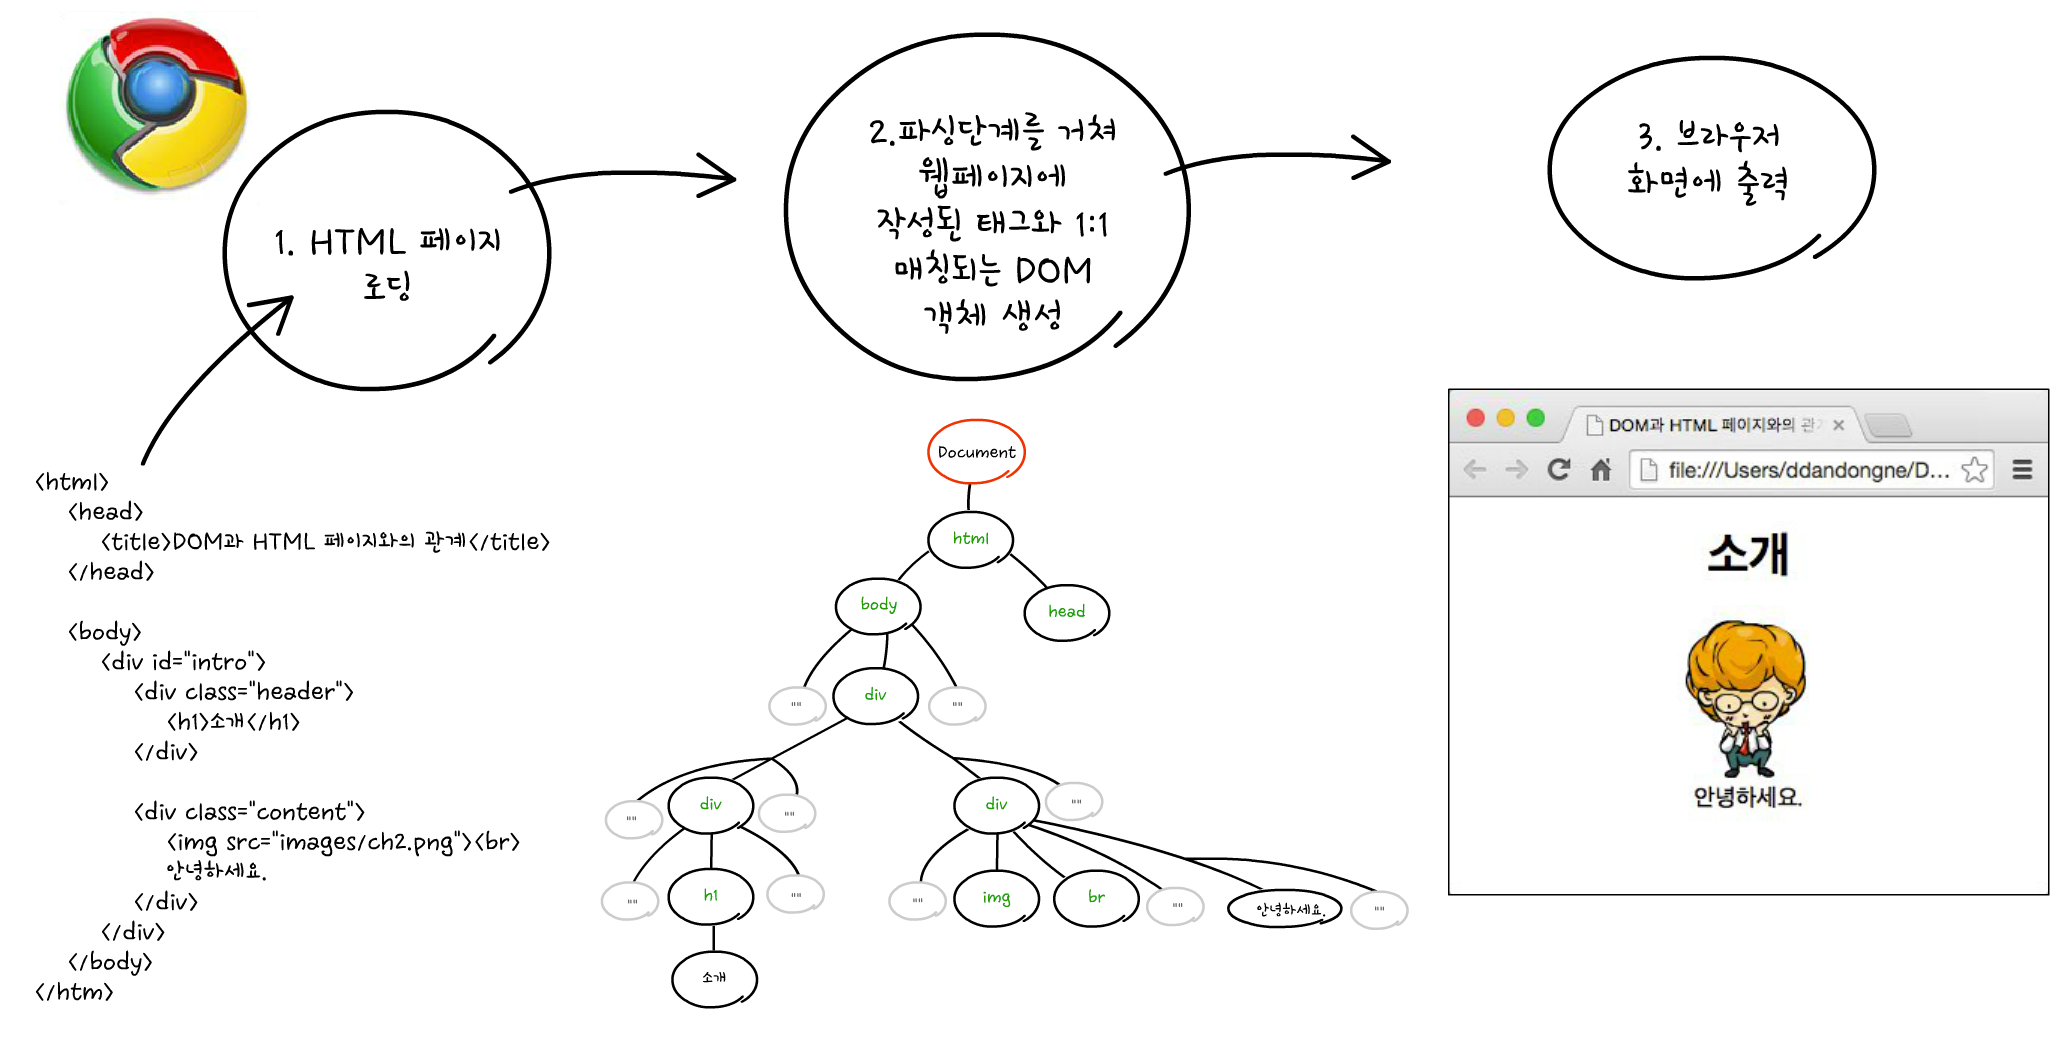 1. HTML 페이지
로딩
2.파싱단계를 거쳐
웹페이지에
작성된 태그와 1:1
매칭되는 DOM
객체 생성
3. 브라우저
화면에 출력
<html>
<head>
<title>DOM과 HTML 페이지와의 관계</title>
</head>
<body>
<div id="intro">
<div class="header">
<h1>소개</h1>
</div>
<div class="content">
<img src="images/ch2.png"><br>
안녕하세요.
</div>
</div>
</body>
</htm>
Document
html
body
head
""
div
""
""
div
""
div
""
""
h1
""
""
img
br
""
안녕하세요.
""
소개
DOM과 HTML 페이지와의 관
file:///Users/ddandongne/D...
소개
안녕하세요.